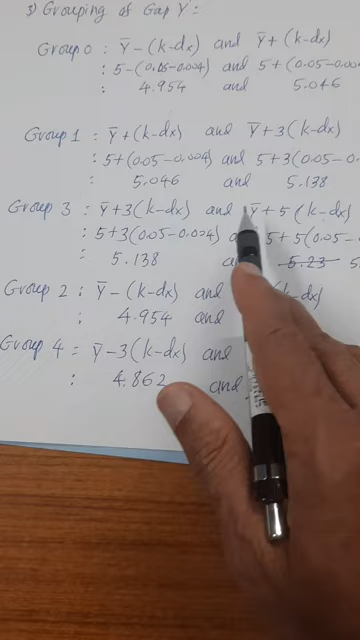 3) Grouping of Gap Y:
Group 0 : ȳ-(k-dx) and ȳ+(k-dx)
: 5-(0.05-0.004) and 5+(0.05-0.00
: 4.954 and 5.046
Group 1 : ȳ+(k-dx) and ȳ+3(k-dx)
: 5+(0.05-0.004) and 5+3(0.05-0.0
: 5.046 and 5.138
Group 3 : ȳ+3(k-dx) and ȳ+5(k-dx)
: 5+3(0.05-0.004) a 5+5(0.05-
: 5.138 a 5.23 5.
Group 2 : ȳ-(k-dx) and (k-dx)
: 4.954 and
Group 4 : ȳ-3(k-dx) and
: 4.862 and